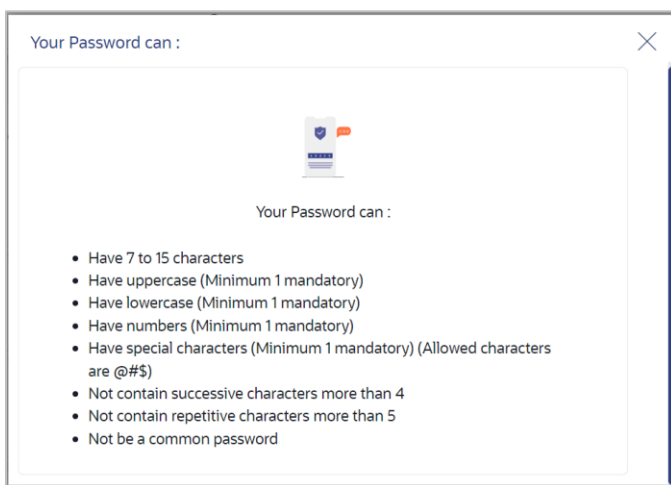 Your Password can :
Your Password can :
• Have 7 to 15 characters
• Have uppercase (Minimum 1 mandatory)
• Have lowercase (Minimum 1 mandatory)
• Have numbers (Minimum 1 mandatory)
• Have special characters (Minimum 1 mandatory) (Allowed characters
are @#$)
• Not contain successive characters more than 4
• Not contain repetitive characters more than 5
• Not be a common password